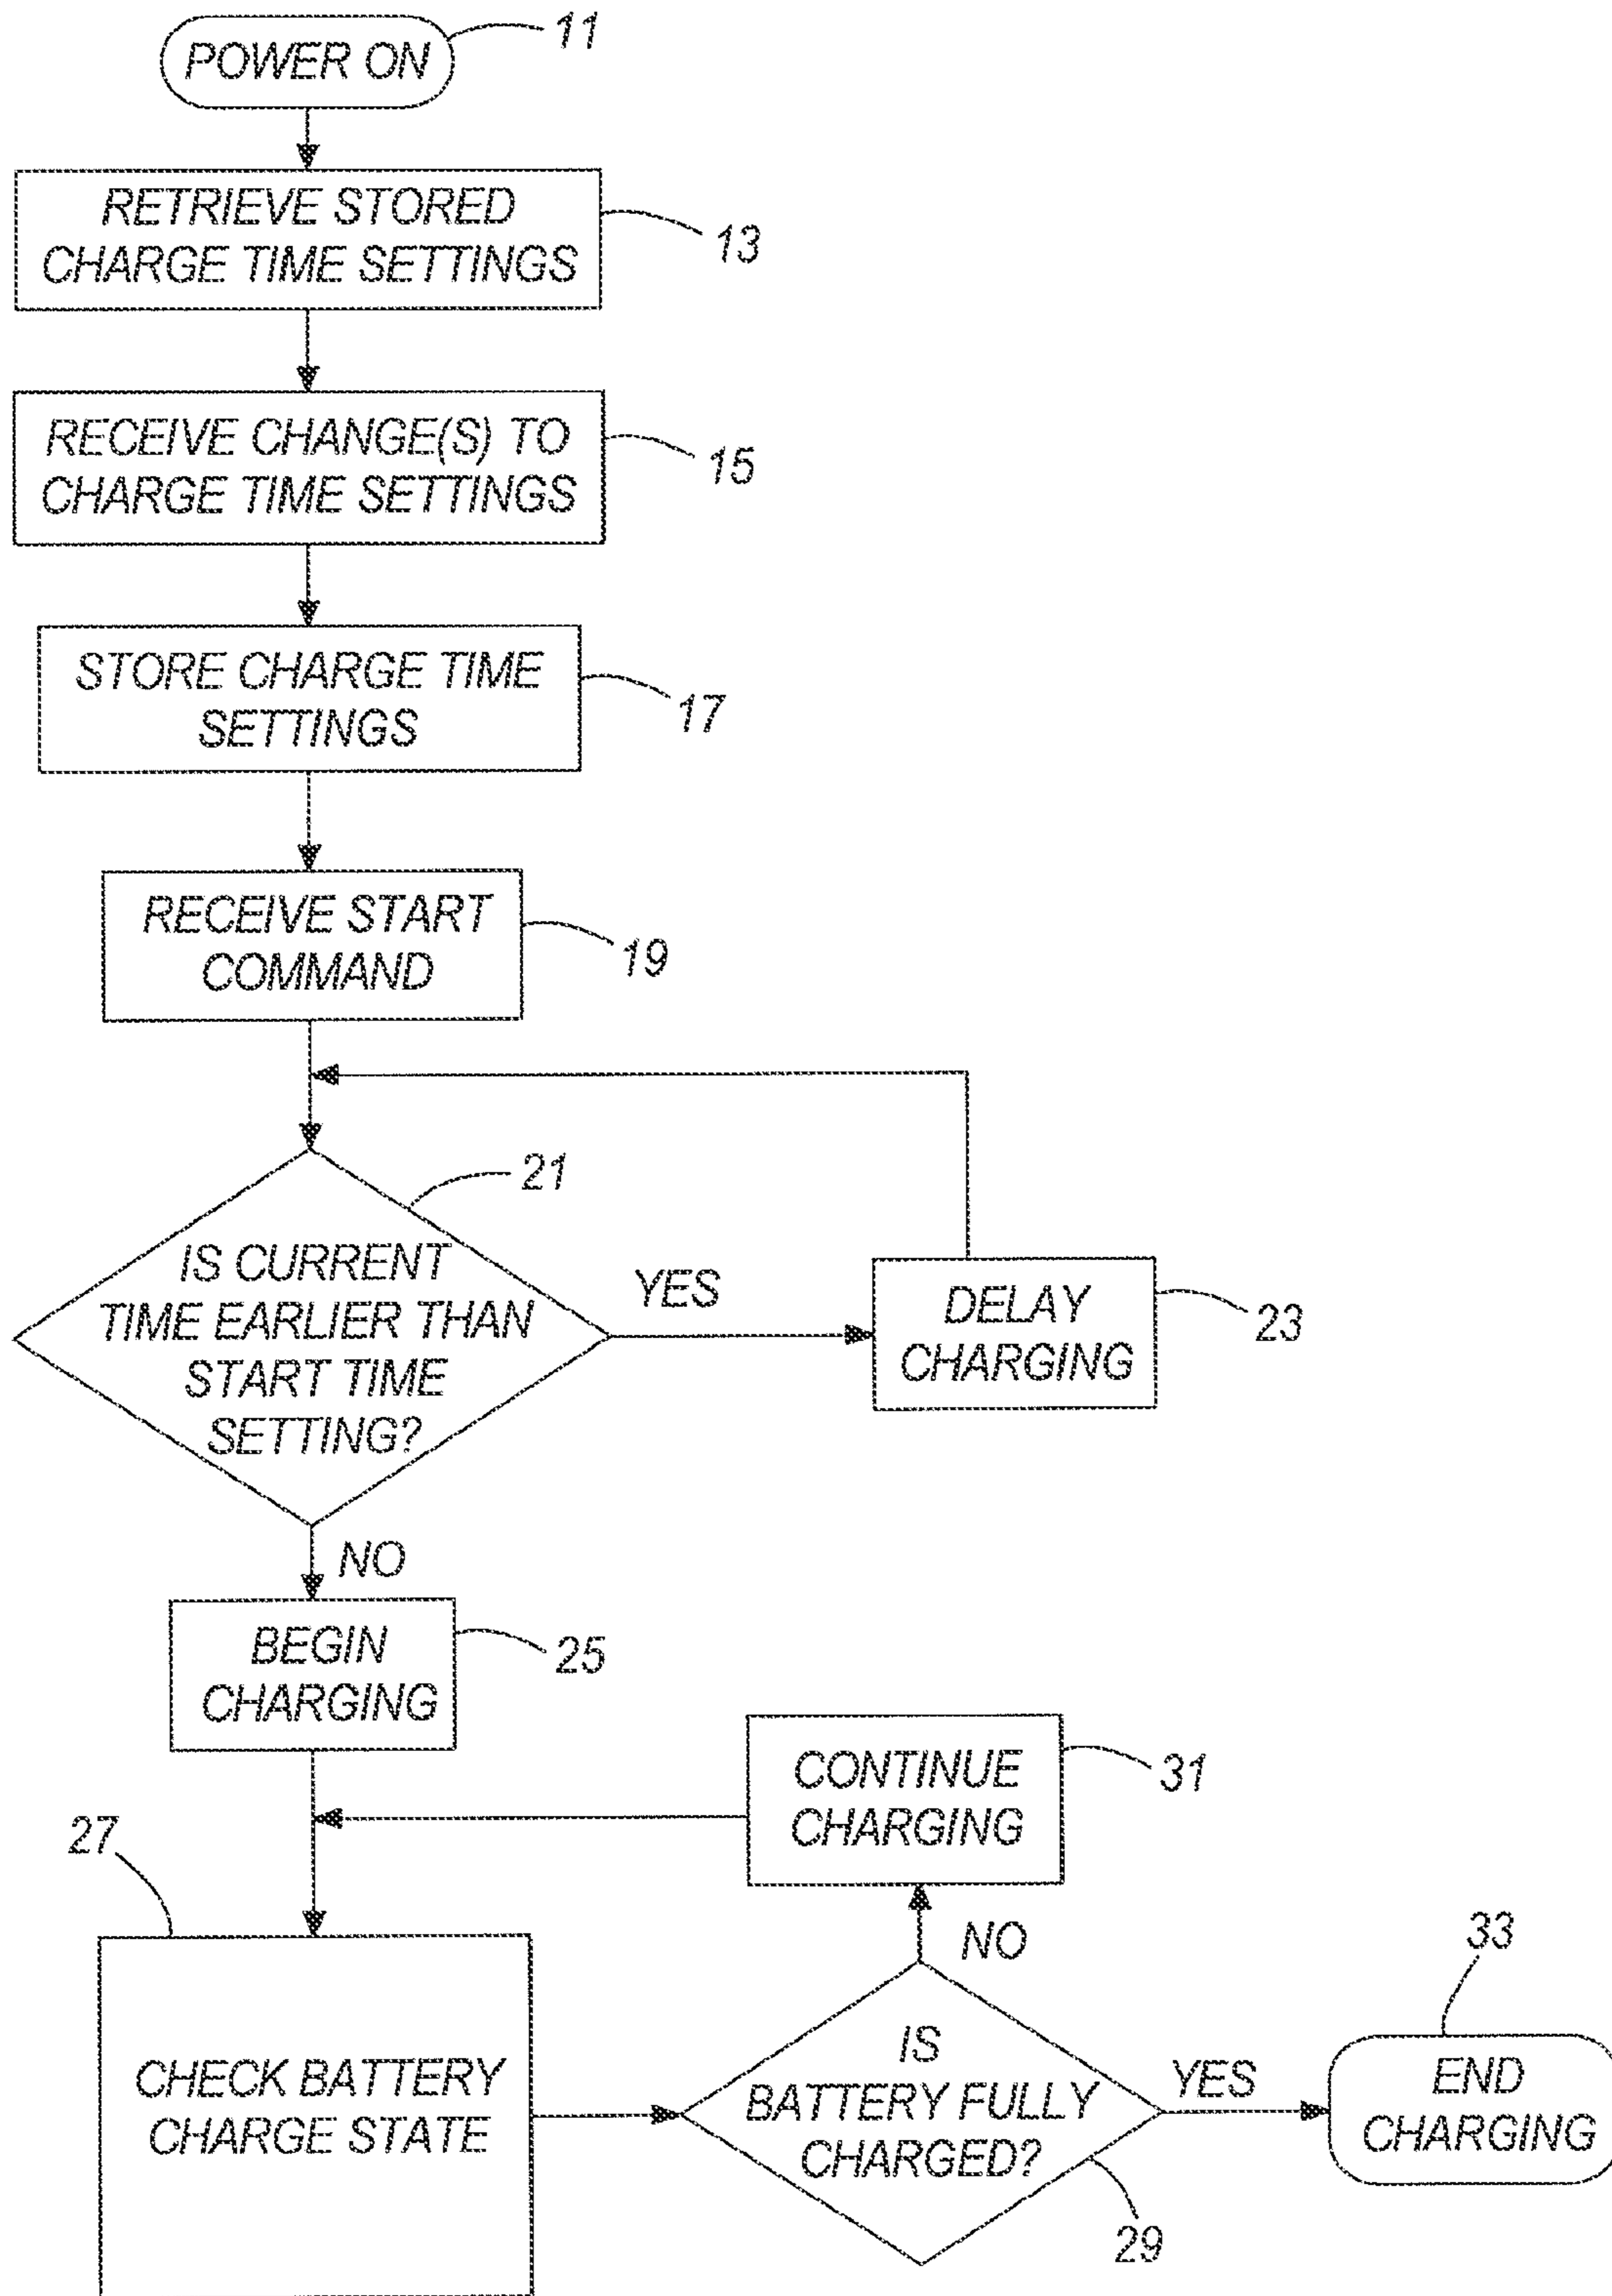 POWER ON
11
RETRIEVE STORED
CHARGE TIME SETTINGS
13
RECEIVE CHANGE(S) TO
CHARGE TIME SETTINGS
15
STORE CHARGE TIME
SETTINGS
17
RECEIVE START
COMMAND
19
21
IS CURRENT
TIME EARLIER THAN
START TIME
SETTING?
YES
DELAY
CHARGING
23
NO
BEGIN
CHARGING
25
CONTINUE
CHARGING
31
27
CHECK BATTERY
CHARGE STATE
NO
IS
BATTERY FULLY
CHARGED?
29
YES
33
END
CHARGING